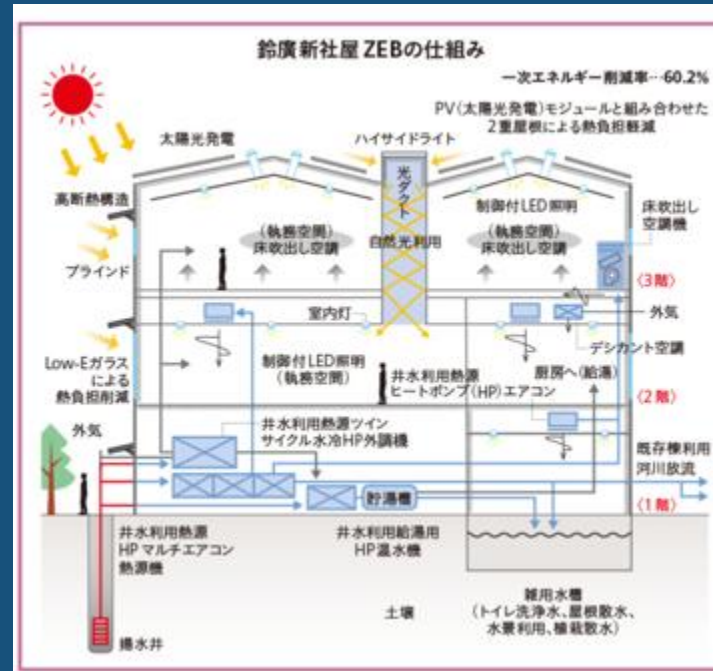 鈴廣新社屋 ZEBの仕組み
一次エネルギー削減率…60.2%
PV(太陽光発電)モジュールと組み合わせた
2重屋根による熱負担軽減
太陽光発電
ハイサイドライト
光ダクト
高断熱構造
制御付LED照明
床吹出し
空調機
(執務空間)
床吹出し空調
自然光利用
(執務空間)
床吹出し空調
ブラインド
〈3階〉
室内灯
外気
デシカント空調
Low-Eガラス
による
熱負担削減
制御付LED照明
(執務空間)
井水利用熱源
ヒートポンプ(HP)エアコン
厨房へ(給湯)
〈2階〉
外気
井水利用熱源ツイン
サイクル水冷HP外調機
既存棟利用
河川放流
貯湯槽
〈1階〉
井水利用熱源
HPマルチエアコン
熱源機
井水利用給湯用
HP温水機
土壌
雑用水槽
(トイレ洗浄水、屋根散水、
水景利用、植栽散水)
揚水井